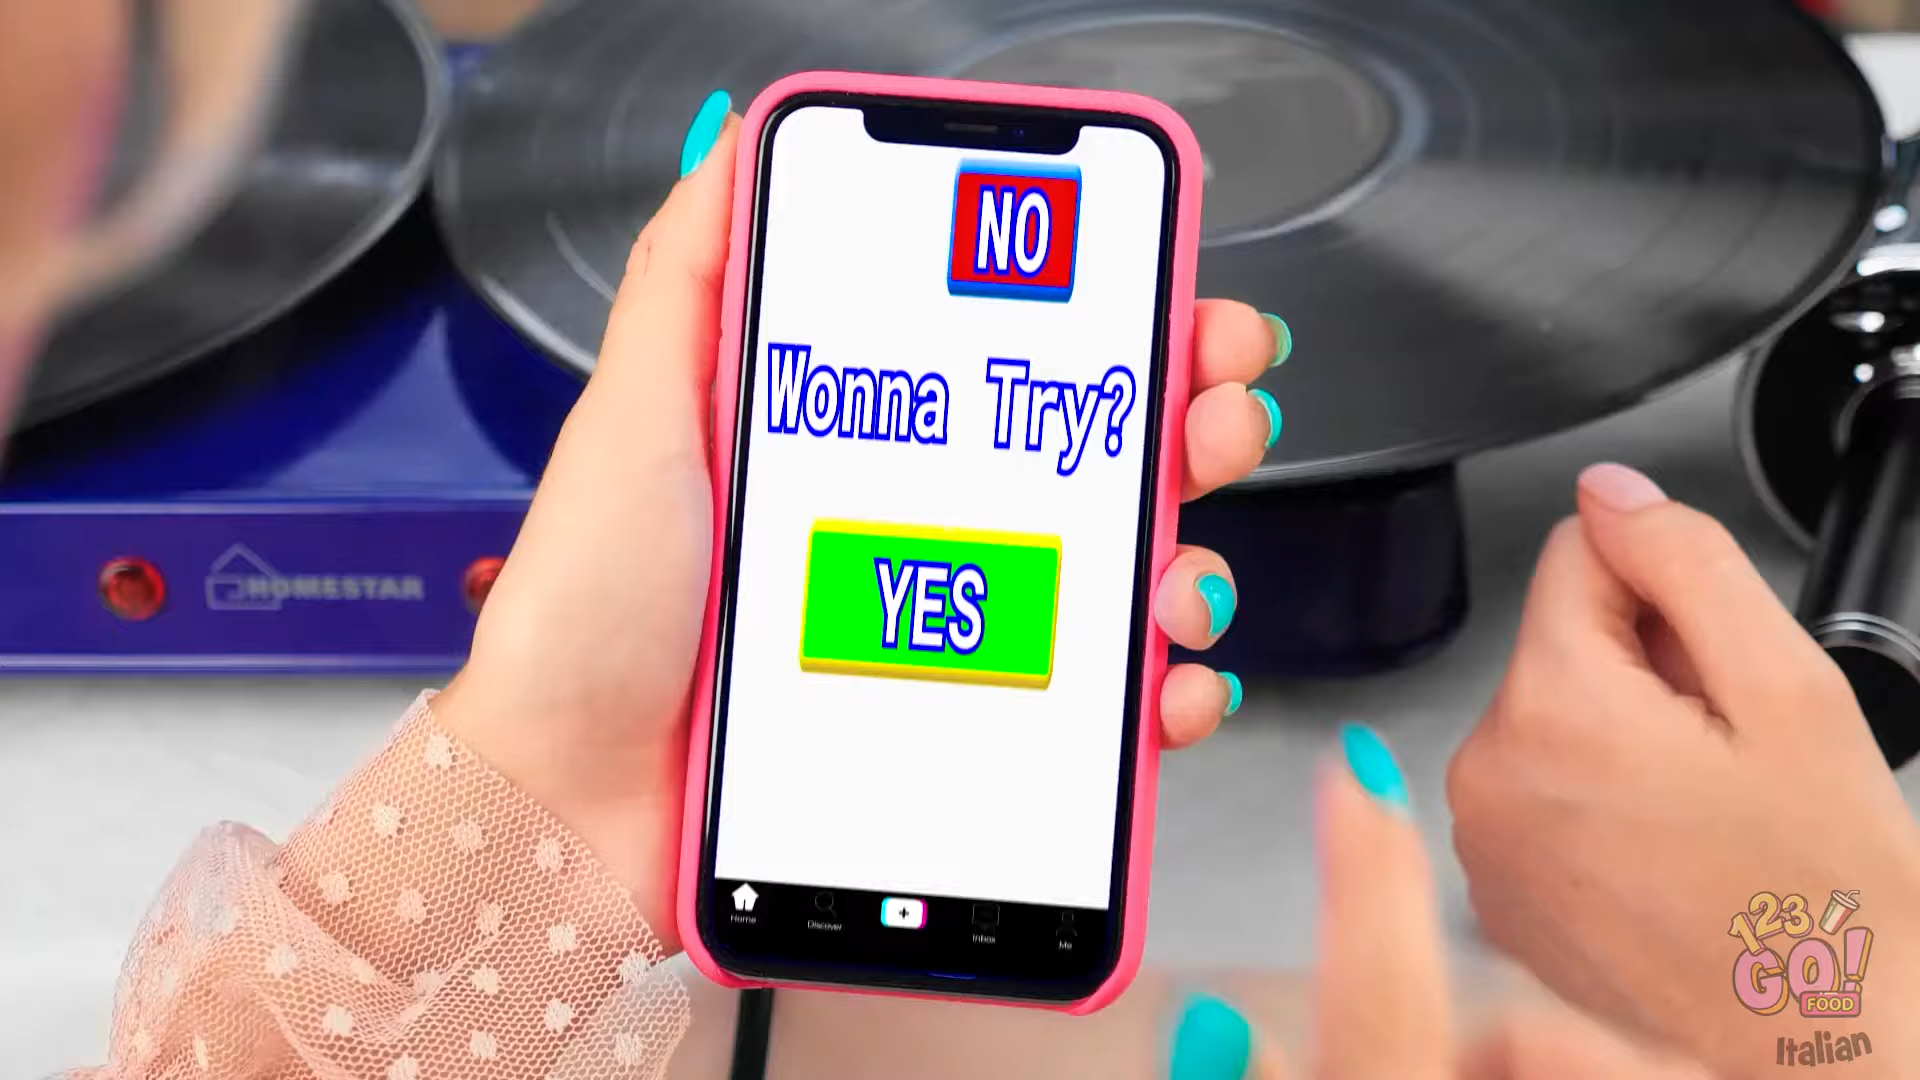 NO
Wonna Try?
YES
HOMESTAR
Home
Discover
Inbox
Me
123
GO!
FOOD
Italian